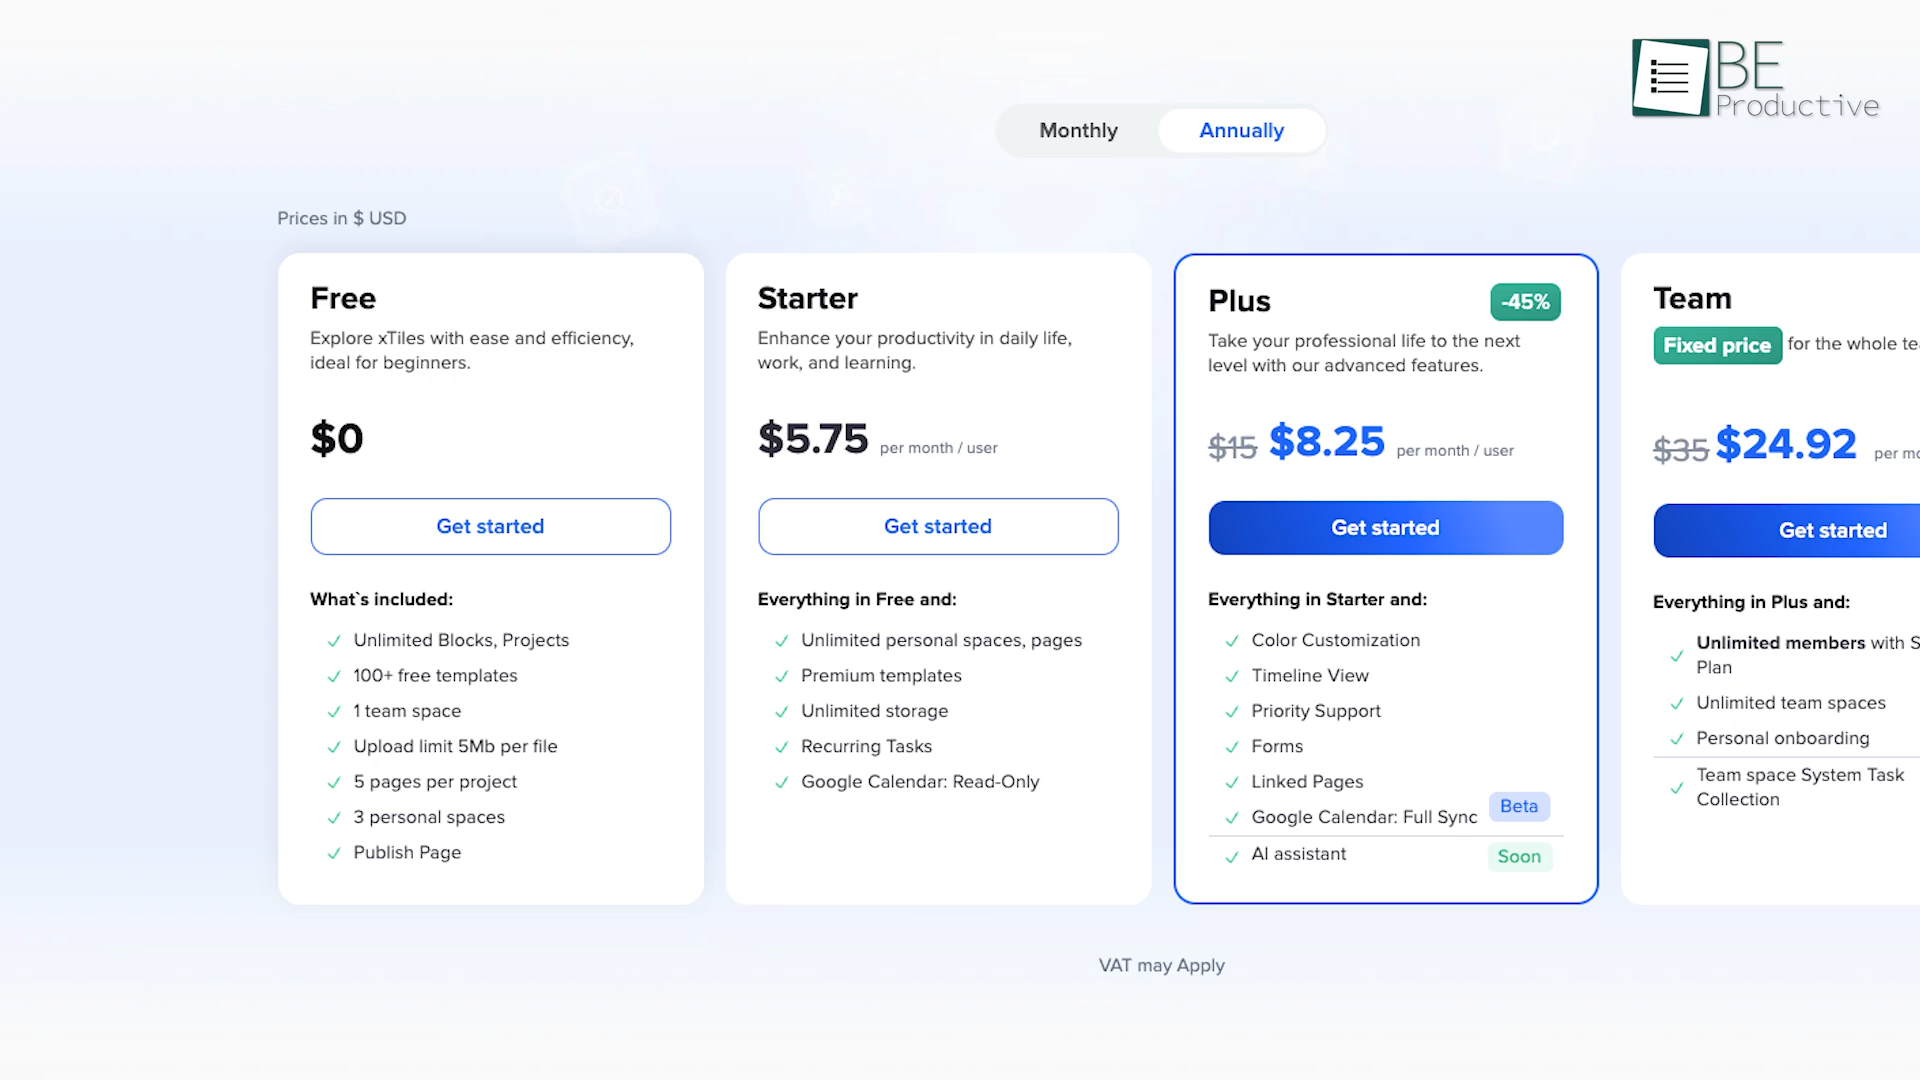 BE
Productive
Monthly
Annually
Prices in $ USD
Free
Explore xTiles with ease and efficiency,
ideal for beginners.
$0
Get started
What`s included:
Unlimited Blocks, Projects
100+ free templates
1 team space
Upload limit 5Mb per file
5 pages per project
3 personal spaces
Publish Page
Starter
Enhance your productivity in daily life,
work, and learning.
$5.75 per month / user
Get started
Everything in Free and:
Unlimited personal spaces, pages
Premium templates
Unlimited storage
Recurring Tasks
Google Calendar: Read-Only
Plus -45%
Take your professional life to the next
level with our advanced features.
$15 $8.25 per month / user
Get started
Everything in Starter and:
Color Customization
Timeline View
Priority Support
Forms
Linked Pages
Google Calendar: Full Sync Beta
AI assistant Soon
Team
Fixed price for the whole
$35 $24.92 per
Get started
Everything in Plus and:
Unlimited members with
Plan
Unlimited team spaces
Personal onboarding
Team space System Task
Collection
VAT may Apply